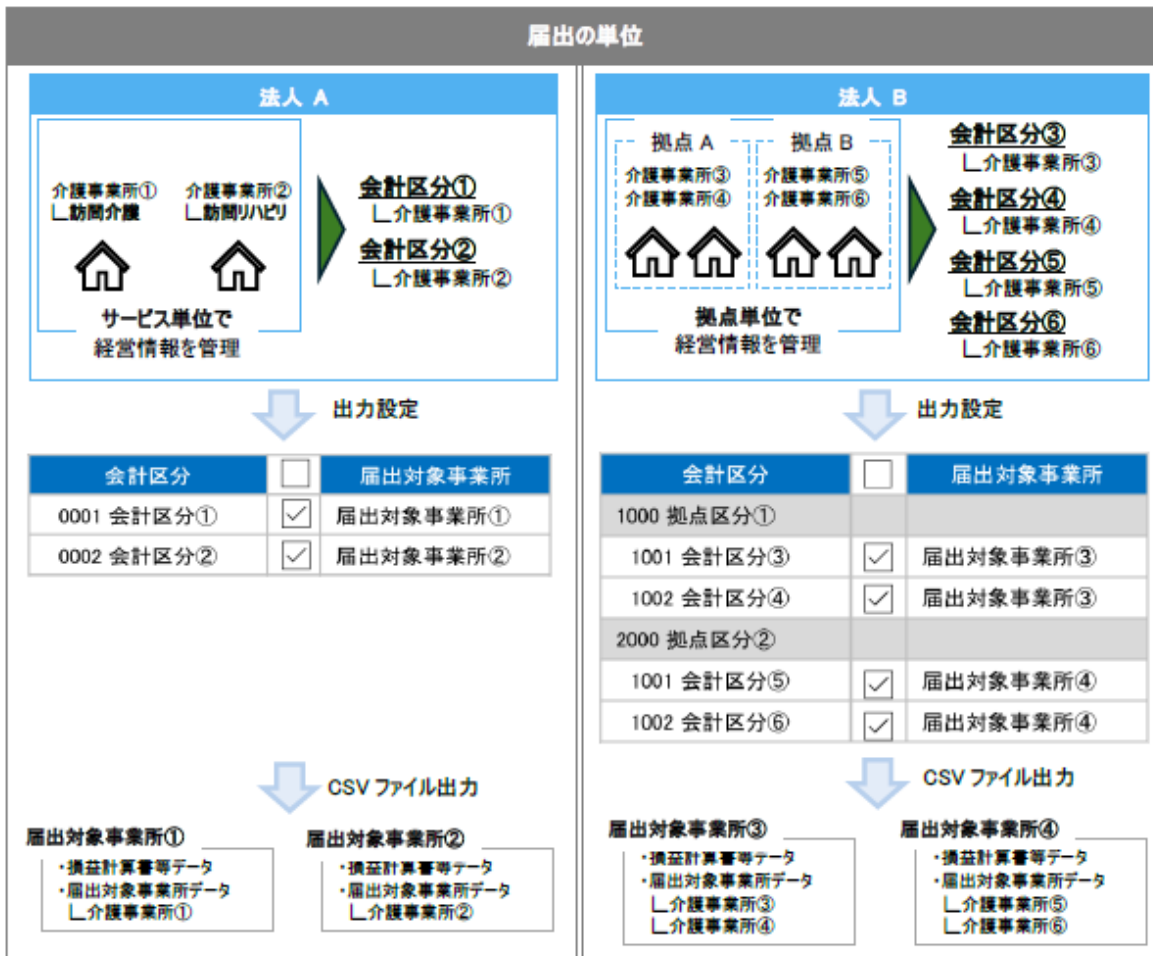 届出の単位
法人 A
介護事業所①
└訪問介護
介護事業所②
└訪問リハビリ
サービス単位で
経営情報を管理
会計区分①
└介護事業所①
会計区分②
└介護事業所②
出力設定
会計区分 届出対象事業所
0001 会計区分① 届出対象事業所①
0002 会計区分② 届出対象事業所②
CSV ファイル出力
届出対象事業所①
・損益計算書等データ
・届出対象事業所データ
└介護事業所①
届出対象事業所②
・損益計算書等データ
・届出対象事業所データ
└介護事業所②
法人 B
拠点 A
介護事業所③
介護事業所④
拠点 B
介護事業所⑤
介護事業所⑥
拠点単位で
経営情報を管理
会計区分③
└介護事業所③
会計区分④
└介護事業所④
会計区分⑤
└介護事業所⑤
会計区分⑥
└介護事業所⑥
出力設定
会計区分 届出対象事業所
1000 拠点区分①
1001 会計区分③ 届出対象事業所③
1002 会計区分④ 届出対象事業所③
2000 拠点区分②
1001 会計区分⑤ 届出対象事業所④
1002 会計区分⑥ 届出対象事業所④
CSV ファイル出力
届出対象事業所③
・損益計算書等データ
・届出対象事業所データ
└介護事業所③
└介護事業所④
届出対象事業所④
・損益計算書等データ
・届出対象事業所データ
└介護事業所⑤
└介護事業所⑥